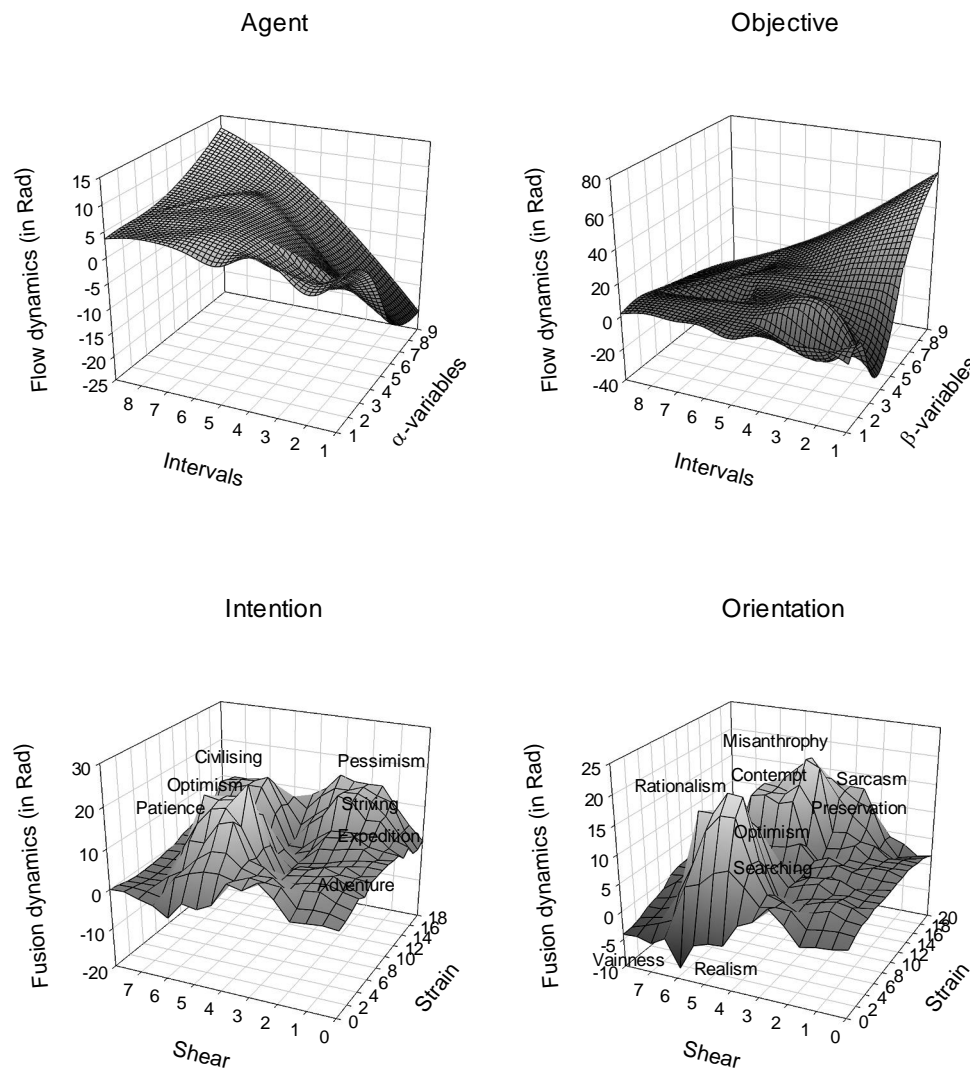 Agent
15
10
5
0
-5
-10
-15
-20
-25
Flow dynamics (in Rad)
8 7 6 5 4 3 2 1
Intervals
1 2 3 4 5 6 7 8 9
α-variables
Objective
80
60
40
20
0
-20
-40
Flow dynamics (in Rad)
8 7 6 5 4 3 2 1
Intervals
1 2 3 4 5 6 7 8 9
β-variables
Intention
30
20
10
0
-10
-20
Fusion dynamics (in Rad)
Civilising
Pessimism
Optimism
Patience
Striving
Expedition
Adventure
7 6 5 4 3 2 1 0
Shear
0 2 4 6 8 10 12 14 16 18
Strain
Orientation
25
20
15
10
5
0
-5
-10
Fusion dynamics (in Rad)
Misanthrophy
Contempt
Sarcasm
Rationalism
Preservation
Optimism
Searching
Vainness
Realism
7 6 5 4 3 2 1 0
Shear
0 2 4 6 8 10 12 14 16 18 20
Strain